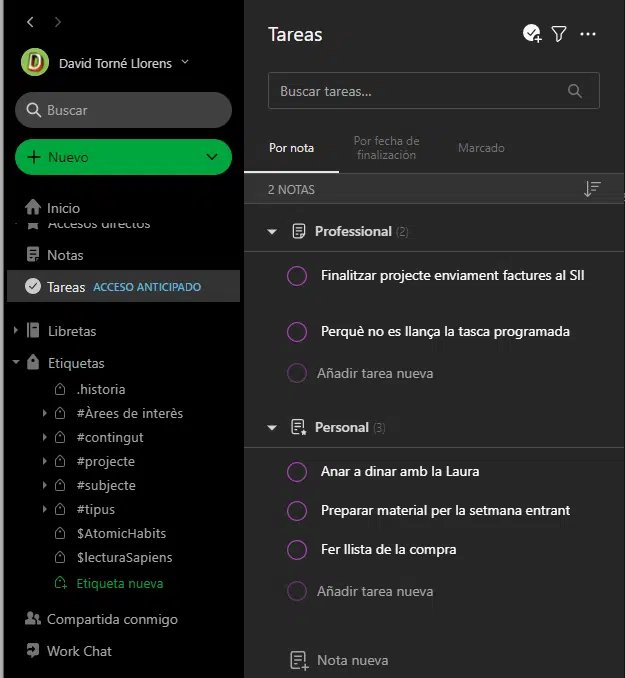 David Torné Llorens
Buscar
Nuevo
Inicio
Accesos directos
Notas
Tareas ACCESO ANTICIPADO
Libretas
Etiquetas
.historia
#Àrees de interès
#contingut
#projecte
#subjecte
#tipus
$AtomicHabits
$lecturaSapiens
Etiqueta nueva
Compartida conmigo
Work Chat
Tareas
Buscar tareas...
Por nota
Por fecha de
finalización
Marcado
2 NOTAS
Professional (2)
Finalitzar projecte enviament factures al SII
Perquè no es llança la tasca programada
Añadir tarea nueva
Personal (3)
Anar a dinar amb la Laura
Preparar material per la setmana entrant
Fer llista de la compra
Añadir tarea nueva
Nota nueva